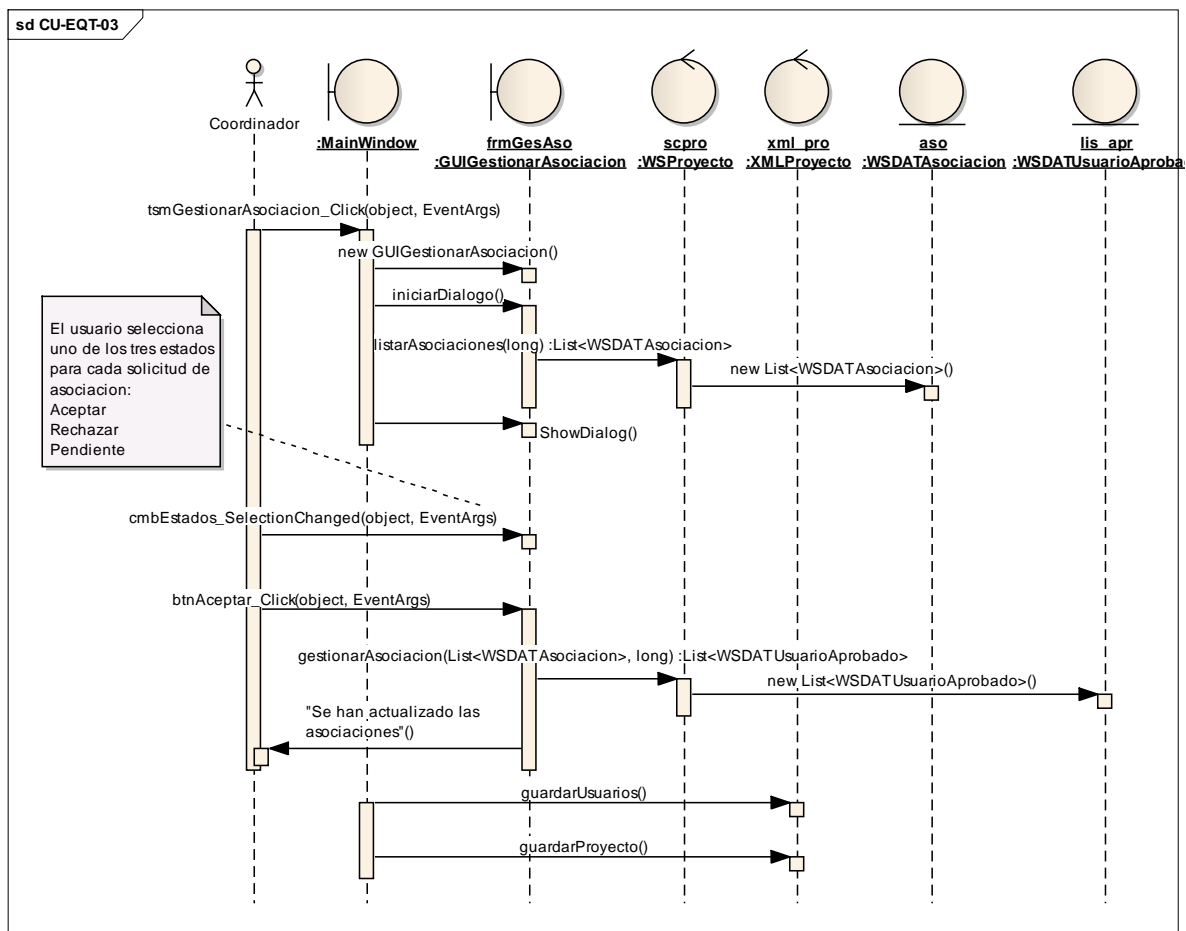 sd CU-EQT-03
Coordinador
:MainWindow
frmGesAso
:GUIGestionarAsociacion
scpro
:WSProyecto
xml_pro
:XMLProyecto
aso
:WSDATAsociacion
lis_apr
:WSDATUsuarioAprobad
tsmGestionarAsociacion_Click(object, EventArgs)
new GUIGestionarAsociacion()
iniciarDialogo()
El usuario selecciona
uno de los tres estados
para cada solicitud de
asociacion:
Aceptar
Rechazar
Pendiente
listarAsociaciones(long) :List<WSDATAsociacion>
new List<WSDATAsociacion>()
ShowDialog()
cmbEstados_SelectionChanged(object, EventArgs)
btnAceptar_Click(object, EventArgs)
gestionarAsociacion(List<WSDATAsociacion>, long) :List<WSDATUsuarioAprobado>
new List<WSDATUsuarioAprobado>()
"Se han actualizado las
asociaciones"()
guardarUsuarios()
guardarProyecto()